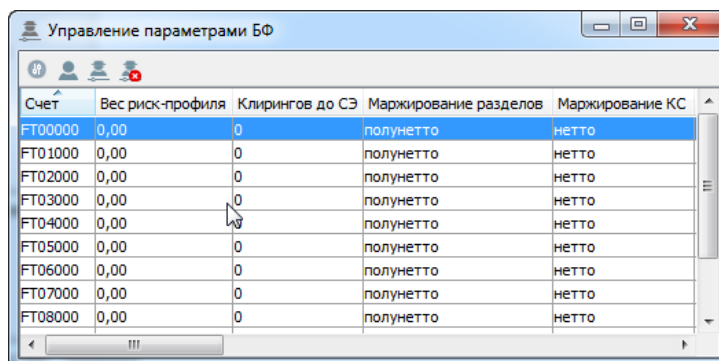 Управление параметрами БФ
Счет Вес риск-профиля Клирингов до СЭ Маржирование разделов Маржирование КС
FT00000 0,00 0 полунетто нетто
FT01000 0,00 0 полунетто нетто
FT02000 0,00 0 полунетто нетто
FT03000 0,00 0 полунетто нетто
FT04000 0,00 0 полунетто нетто
FT05000 0,00 0 полунетто нетто
FT06000 0,00 0 полунетто нетто
FT07000 0,00 0 полунетто нетто
FT08000 0,00 0 полунетто нетто